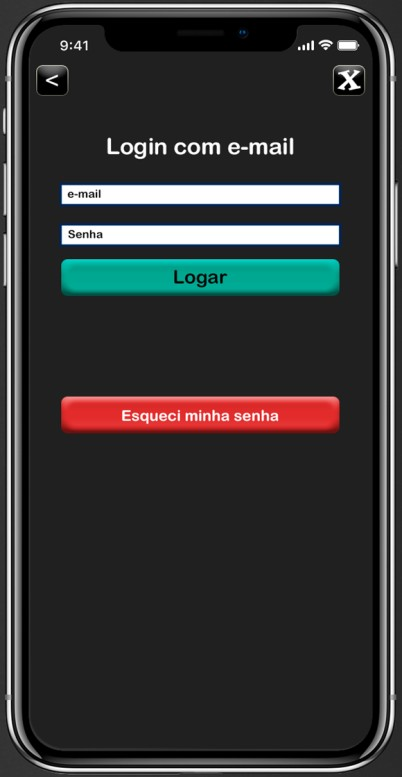 9:41
<
X
Login com e-mail
e-mail
Senha
Logar
Esqueci minha senha